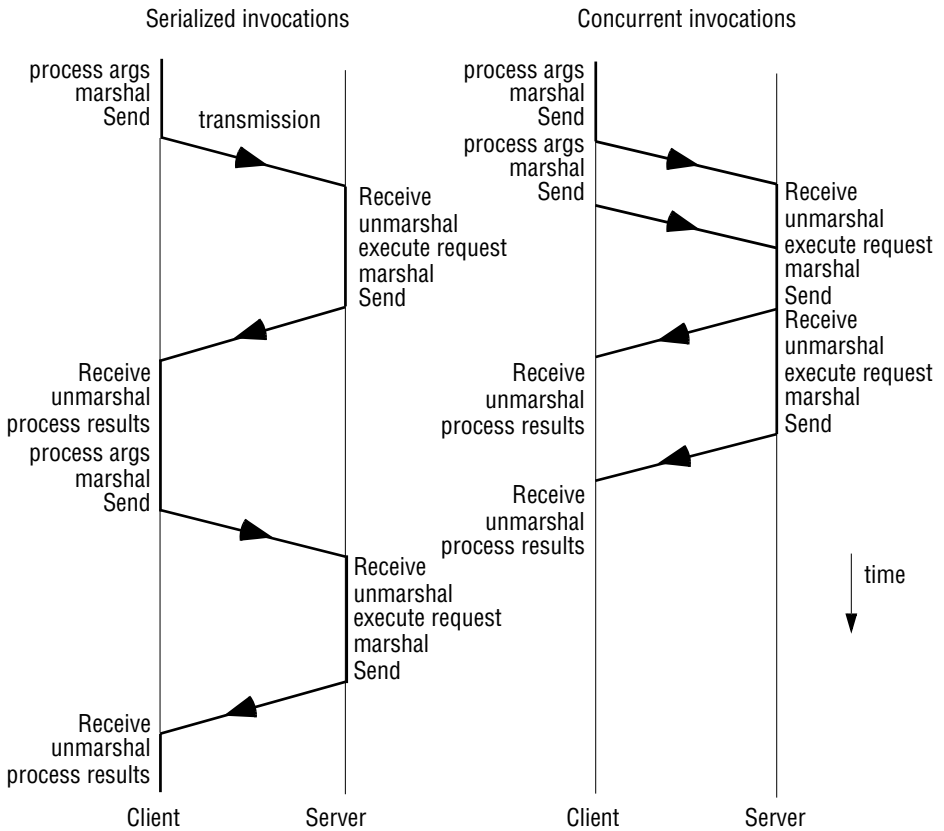 Serialized invocations
process args
marshal
Send
transmission
Receive
unmarshal
execute request
marshal
Send
Receive
unmarshal
process results
process args
marshal
Send
Receive
unmarshal
execute request
marshal
Send
Receive
unmarshal
process results
Client
Server
Concurrent invocations
process args
marshal
Send
process args
marshal
Send
Receive
unmarshal
execute request
marshal
Send
Receive
unmarshal
execute request
marshal
Send
Receive
unmarshal
process results
Receive
unmarshal
process results
time
Client
Server